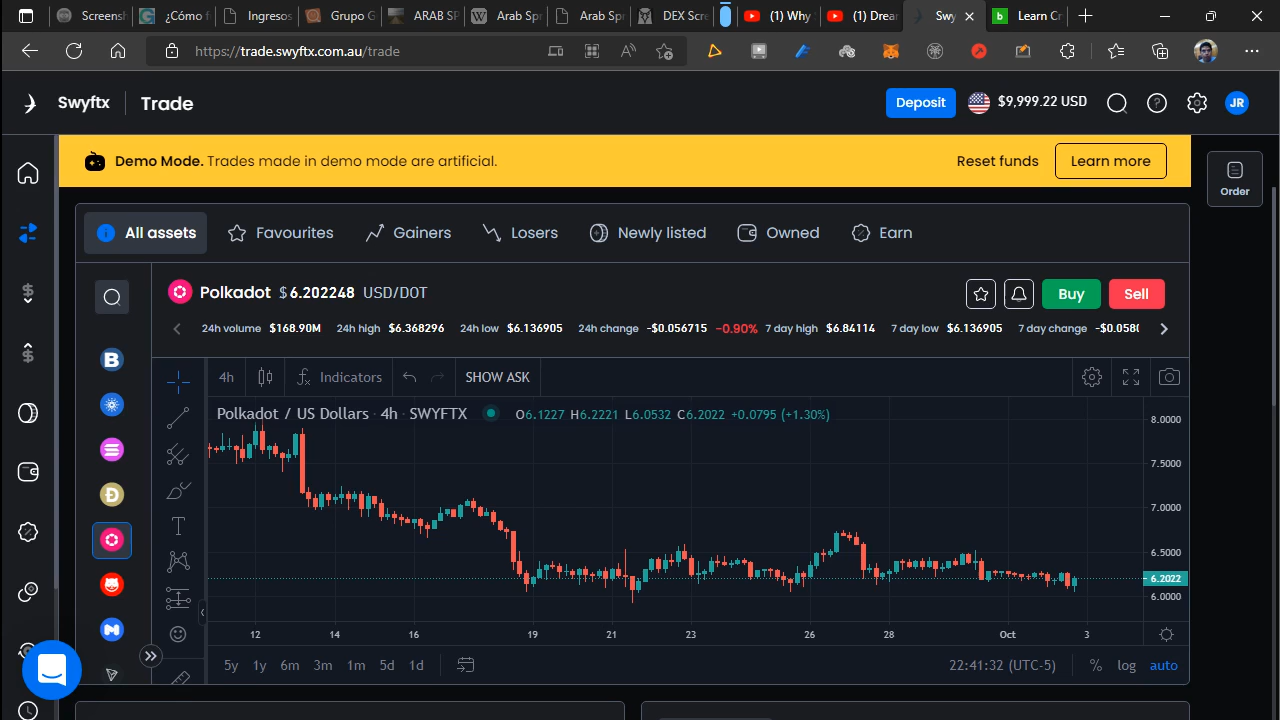 Screensh
¿Cómo f
Ingresos
Grupo G
ARAB SP
Arab Spr
Arab Spr
DEX Scre
(1) Why
(1) Drear
Swy
Learn Cr
https://trade.swyftx.com.au/trade
Swyftx
Trade
Deposit
$9,999.22 USD
JR
Demo Mode. Trades made in demo mode are artificial.
Reset funds
Learn more
Order
All assets
Favourites
Gainers
Losers
Newly listed
Owned
Earn
Polkadot $6.202248 USD/DOT
Buy
Sell
24h volume $168.90M 24h high $6.368296 24h low $6.136905 24h change -$0.056715 -0.90% 7 day high $6.84114 7 day low $6.136905 7 day change -$0.0580
4h
Indicators
SHOW ASK
Polkadot / US Dollars · 4h · SWYFTX
O6.1227 H6.2221 L6.0532 C6.2022 +0.0795 (+1.30%)
8.0000
7.5000
7.0000
6.5000
6.2022
6.0000
12 14 16 19 21 23 26 28 Oct 3
5y 1y 6m 3m 1m 5d 1d
22:41:32 (UTC-5)
% log auto